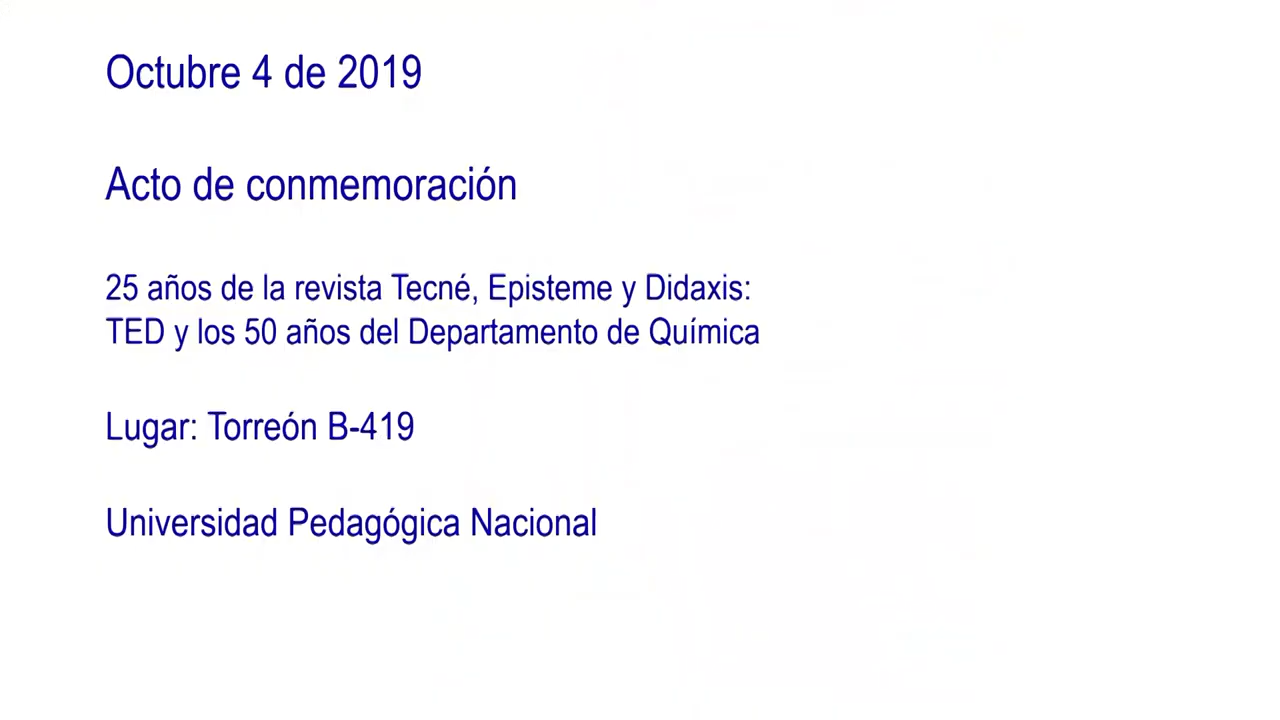 Octubre 4 de 2019
Acto de conmemoración
25 años de la revista Tecné, Episteme y Didaxis:
TED y los 50 años del Departamento de Química
Lugar: Torreón B-419
Universidad Pedagógica Nacional